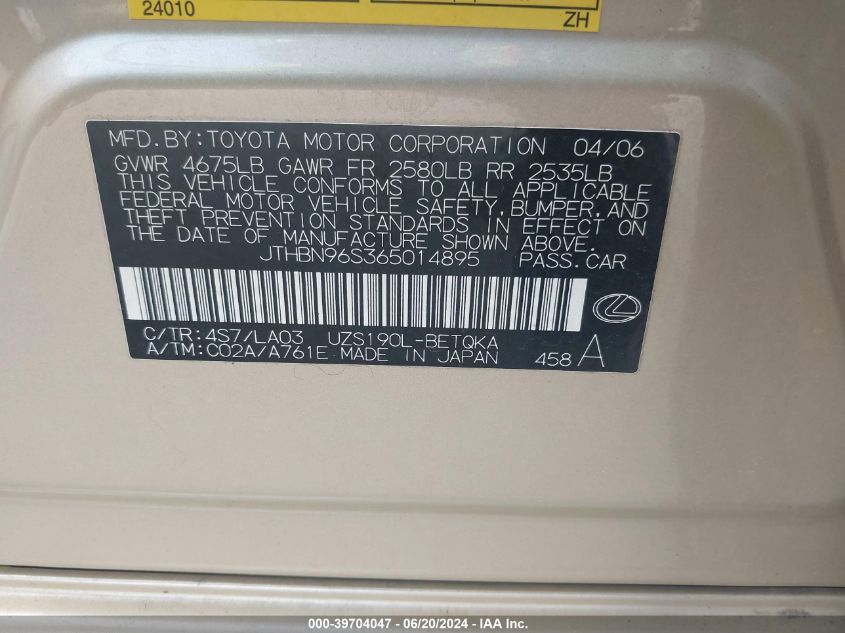 24010
ZH
MFD. BY: TOYOTA MOTOR CORPORATION 04/06
GVWR 4675LB GAWR FR 2580LB RR 2535LB
THIS VEHICLE CONFORMS TO ALL APPLICABLE
FEDERAL MOTOR VEHICLE SAFETY, BUMPER, AND
THEFT PREVENTION STANDARDS IN EFFECT ON
THE DATE OF MANUFACTURE SHOWN ABOVE.
JTHBN96S365014895 PASS. CAR
C/TR: 4S7/LA03 UZS190L-BETQKA
A/TM: C02A/A761E MADE IN JAPAN 458 A
000-39704047 - 06/20/2024 - IAA Inc.